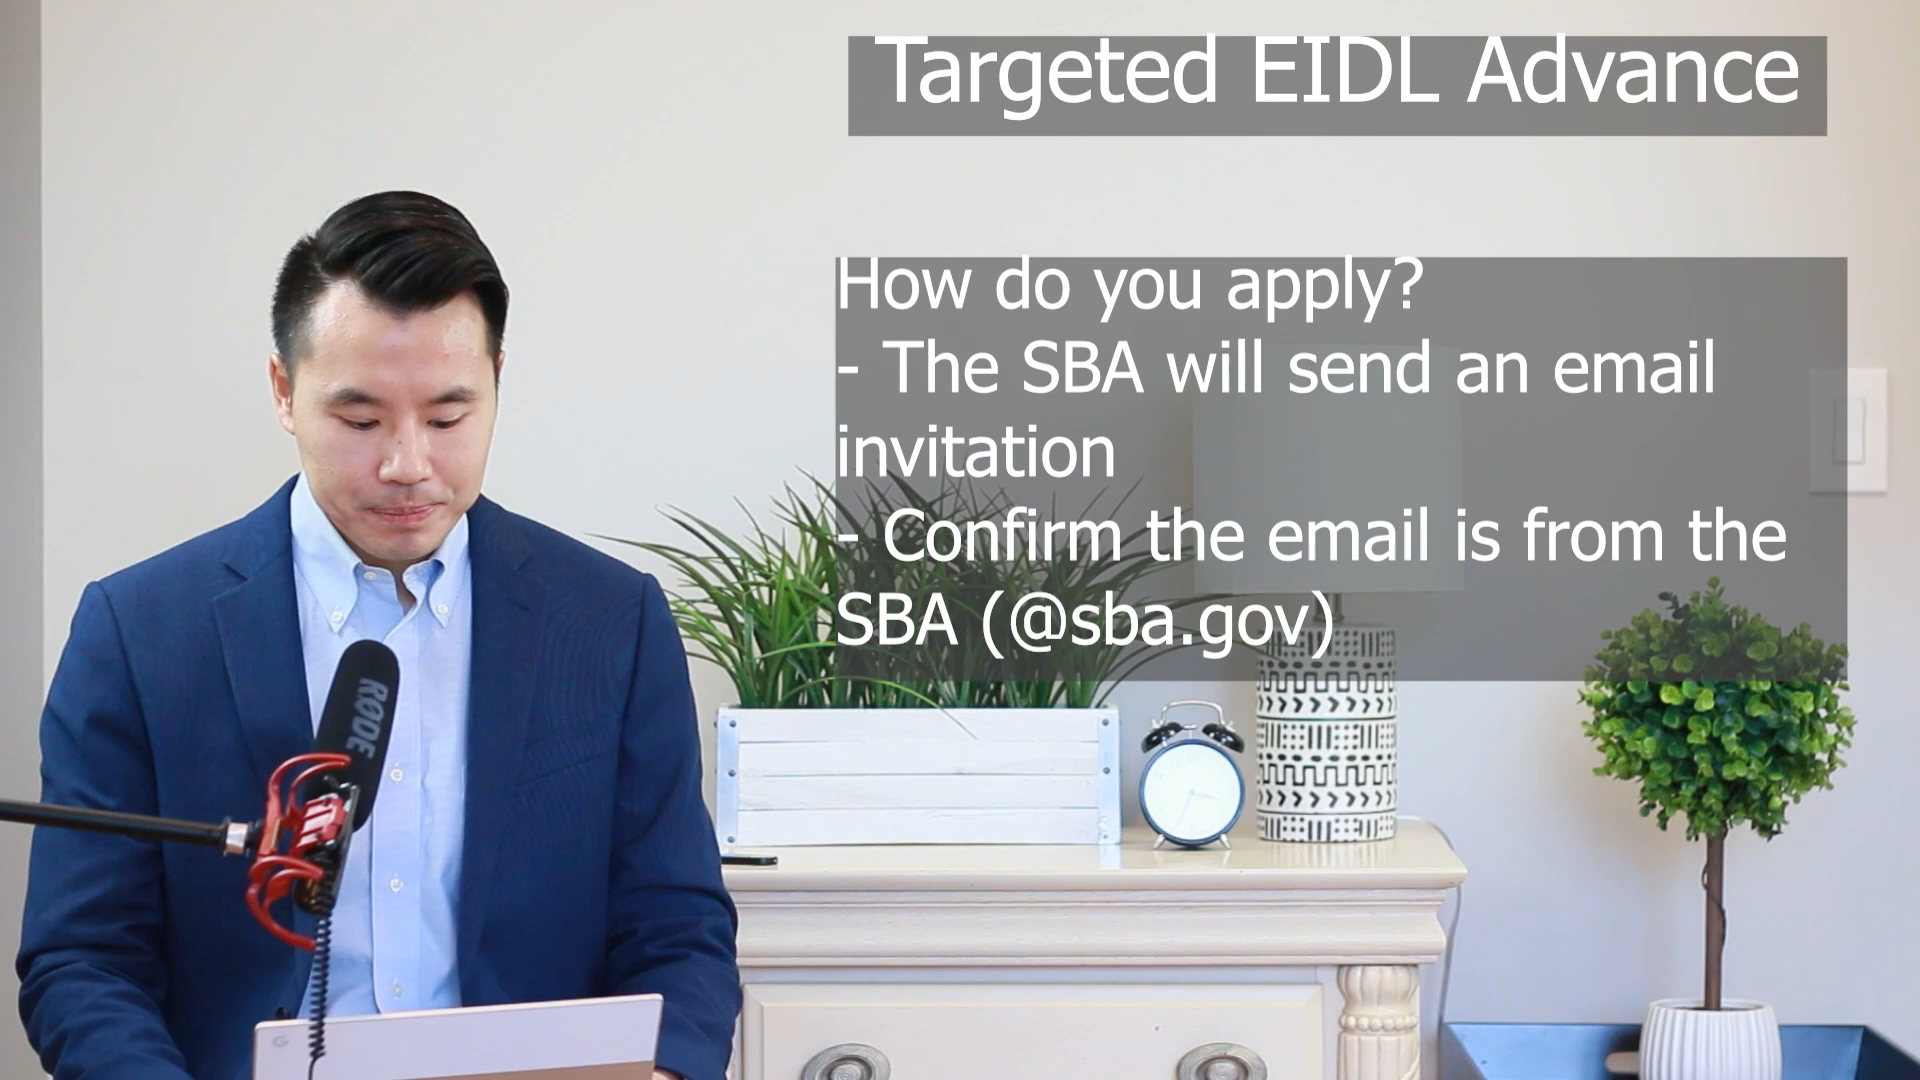 Targeted EIDL Advance
How do you apply?
- The SBA will send an email
invitation
- Confirm the email is from the
SBA (@sba.gov)
RØDE
G